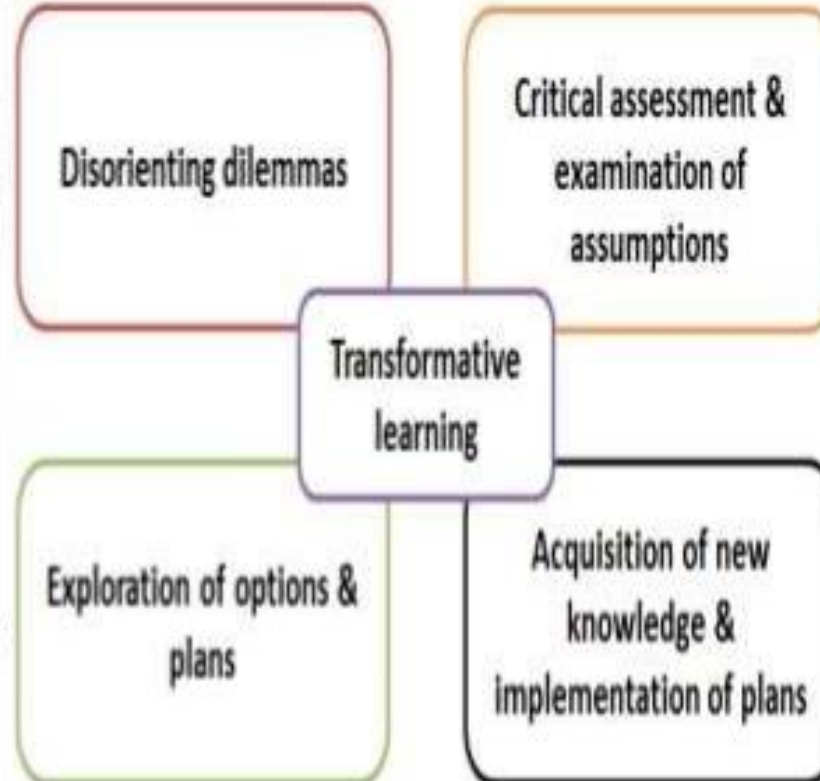 Disorienting dilemmas
Critical assessment &
examination of
assumptions
Transformative
learning
Exploration of options &
plans
Acquisition of new
knowledge &
implementation of plans